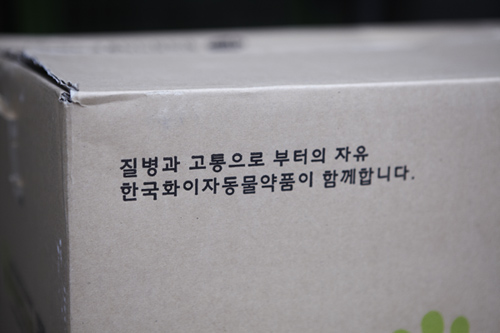 질병과 고통으로 부터의 자유
한국화이자동물약품이 함께합니다.